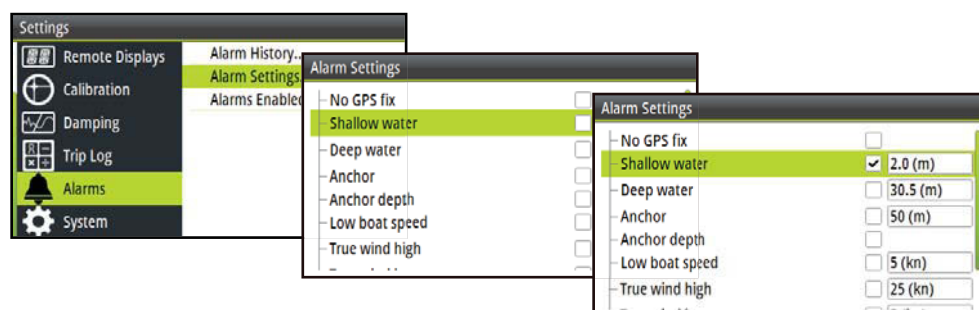 Settings
Remote Displays
Calibration
Damping
Trip Log
Alarms
System
Alarm History...
Alarm Settings
Alarms Enabled
Alarm Settings
No GPS fix
Shallow water
Deep water
Anchor
Anchor depth
Low boat speed
True wind high
Alarm Settings
No GPS fix
Shallow water 2.0 (m)
Deep water 30.5 (m)
Anchor 50 (m)
Anchor depth
Low boat speed 5 (kn)
True wind high 25 (kn)